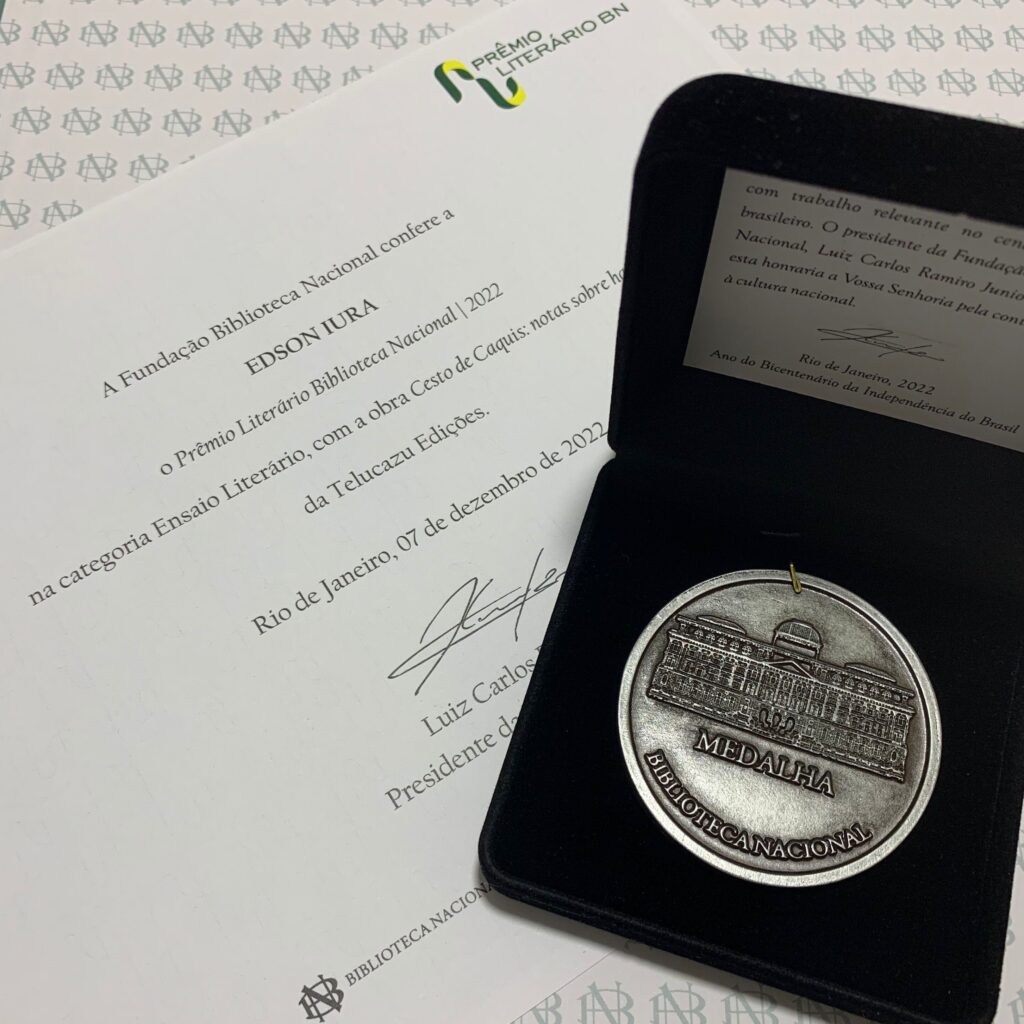 PRÊMIO
LITERÁRIO BN
A Fundação Biblioteca Nacional confere a
EDSON IURA
o Prêmio Literário Biblioteca Nacional | 2022
na categoria Ensaio Literário, com a obra Cesto de Caquis: notas sobre
da Telucazu Edições.
Rio de Janeiro, 07 de dezembro de 2022
Luiz Carlos
Presidente da
BIBLIOTECA NACIONAL
com trabalho relevante no
brasileiro. O presidente da Fundação
Nacional, Luiz Carlos Ramiro
esta honraria a Vossa Senhoria pela
à cultura nacional.
Rio de Janeiro, 2022
Ano do Bicentenário da Independência do Brasil
MEDALHA
BIBLIOTECA NACIONAL